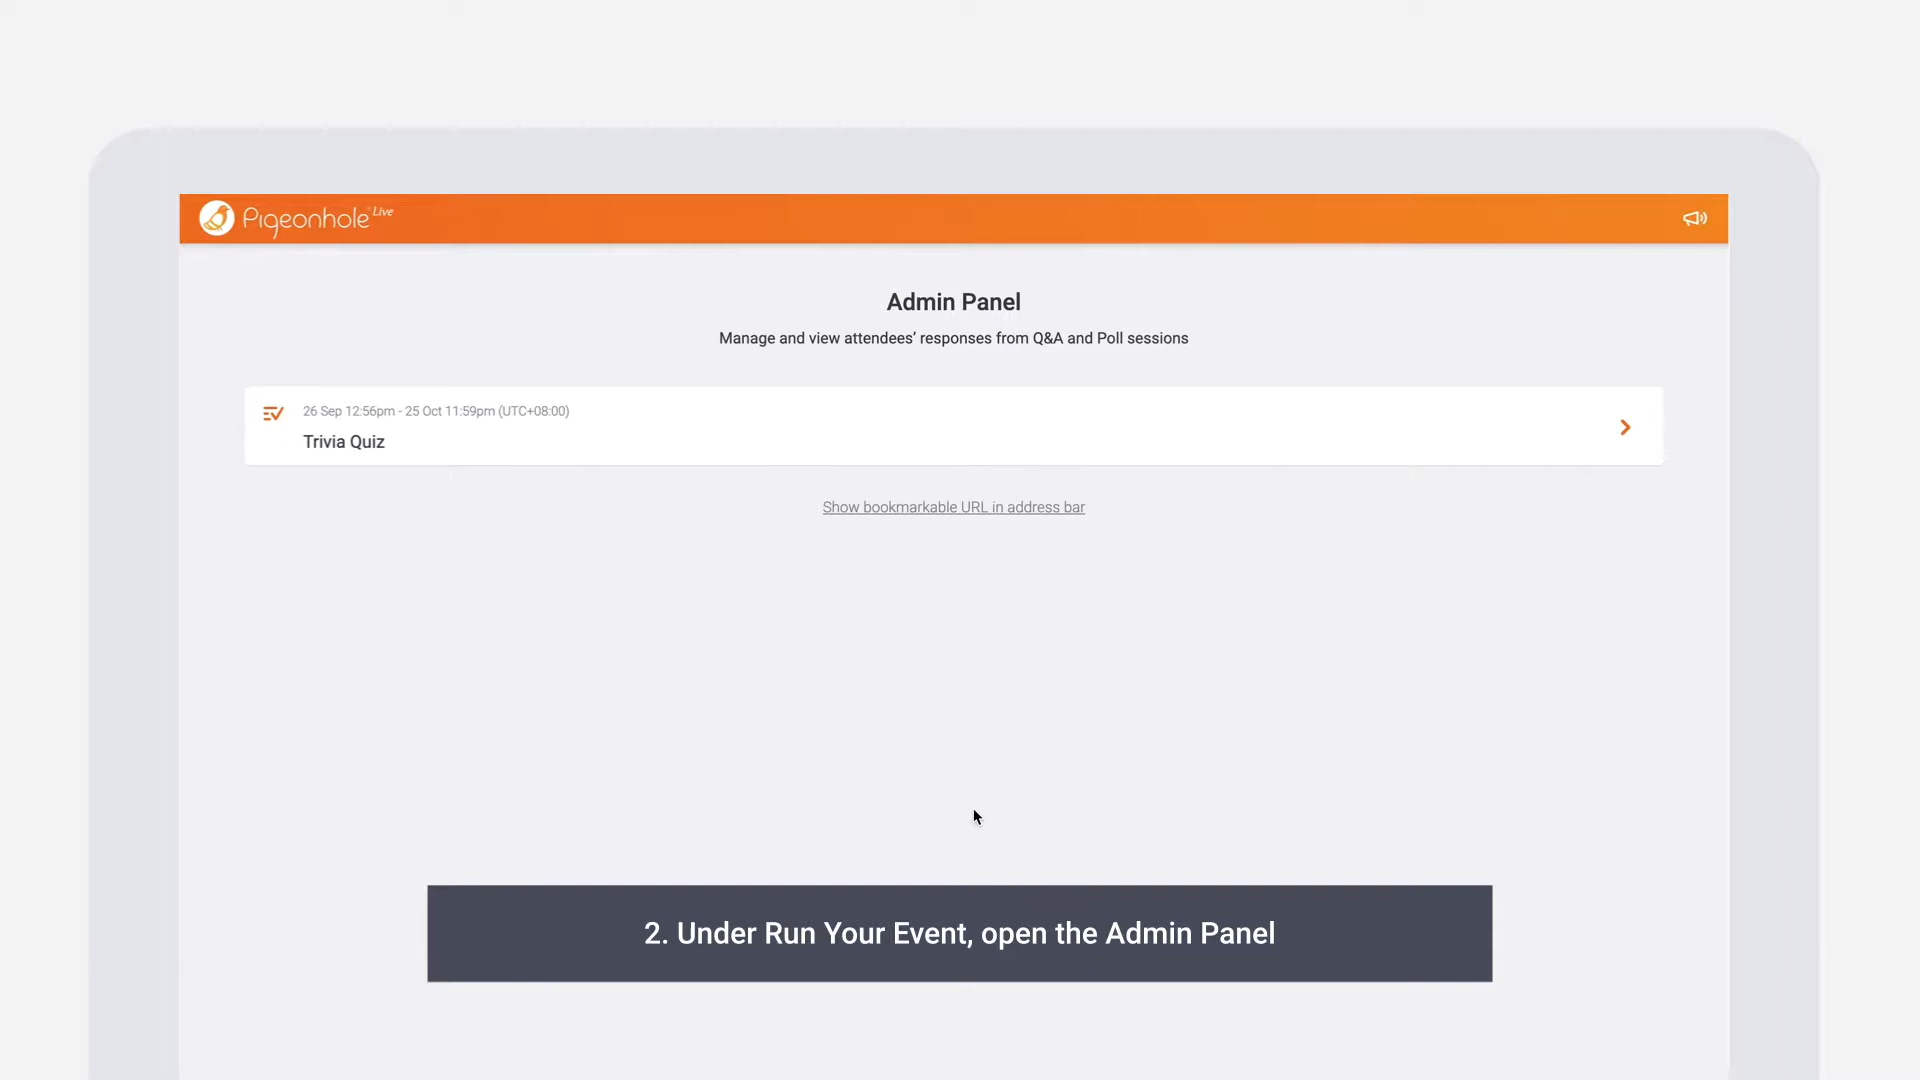 Pigeonhole Live
Admin Panel
Manage and view attendees’ responses from Q&A and Poll sessions
26 Sep 12:56pm - 25 Oct 11:59pm (UTC+08:00)
Trivia Quiz
Show bookmarkable URL in address bar
2. Under Run Your Event, open the Admin Panel